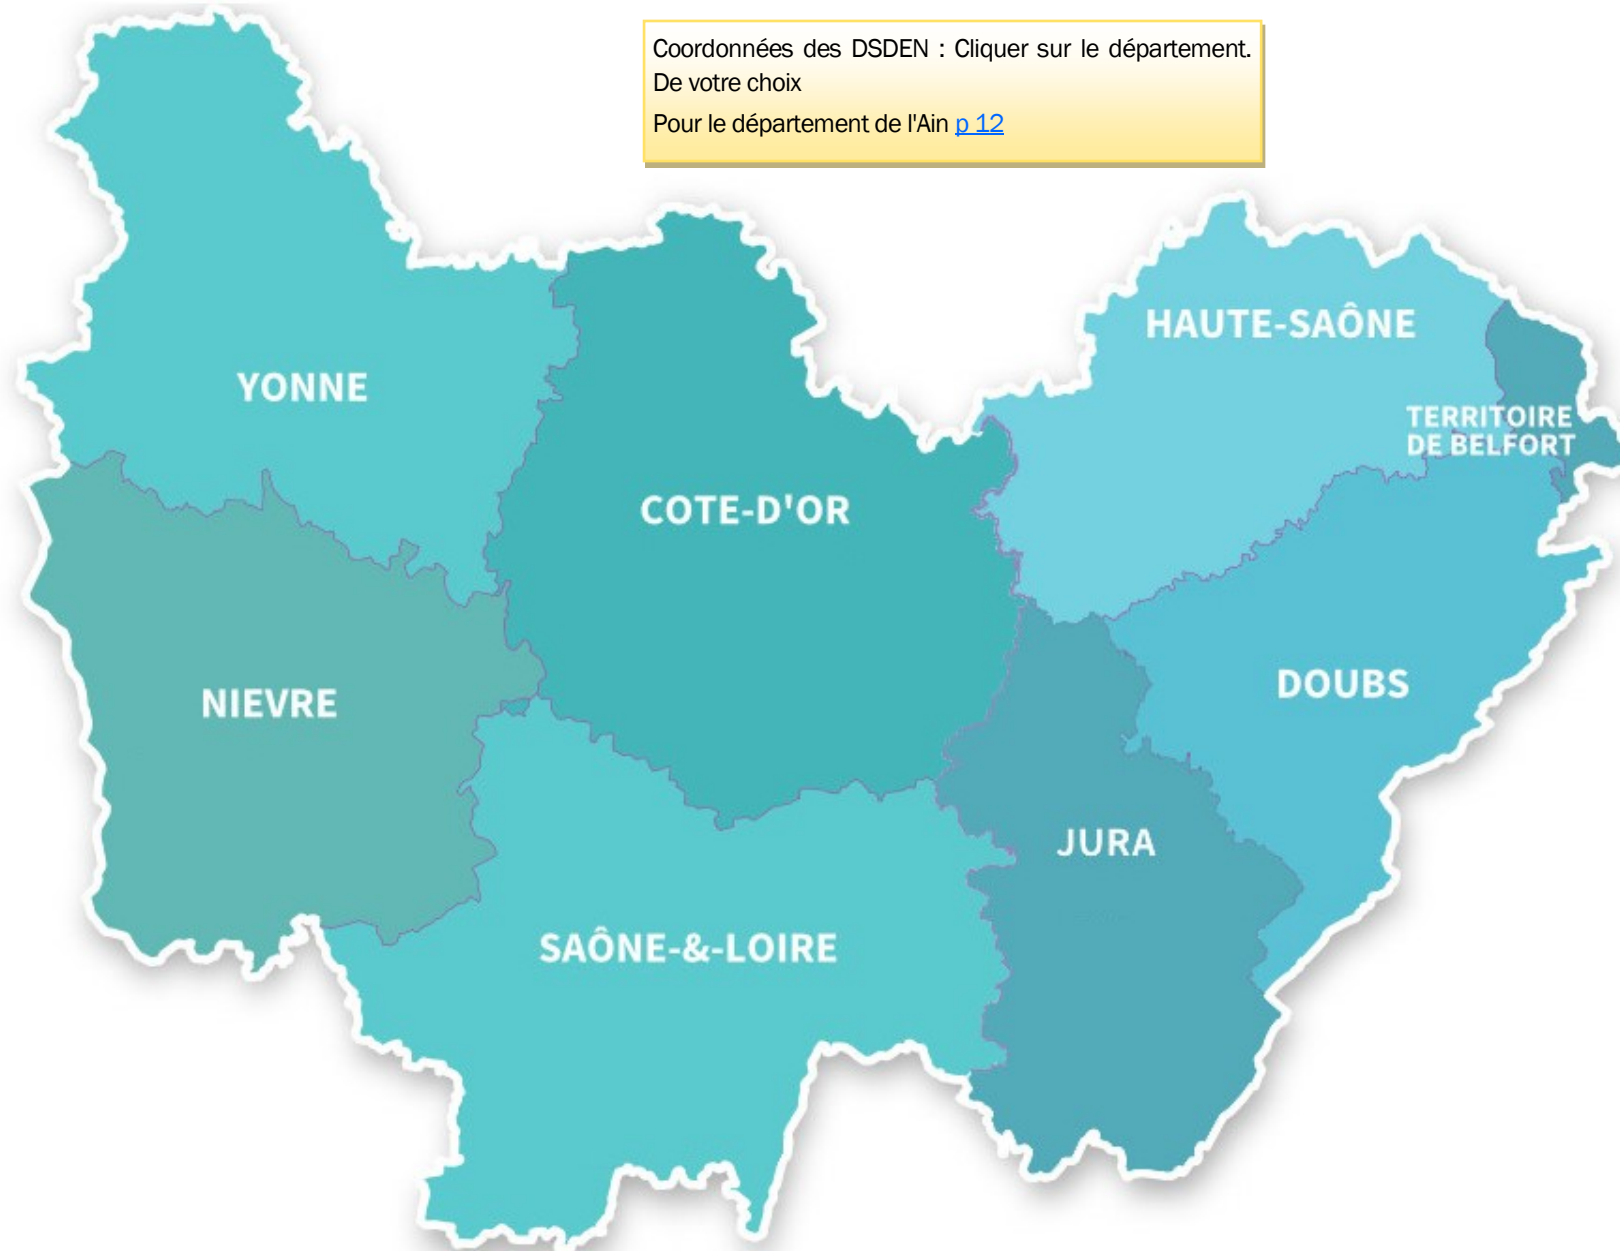 Coordonnées des DSDEN : Cliquer sur le département.
De votre choix
Pour le département de l'Ain p 12
HAUTE-SAÔNE
YONNE
TERRITOIRE
DE BELFORT
COTE-D'OR
DOUBS
NIEVRE
JURA
SAÔNE-&-LOIRE